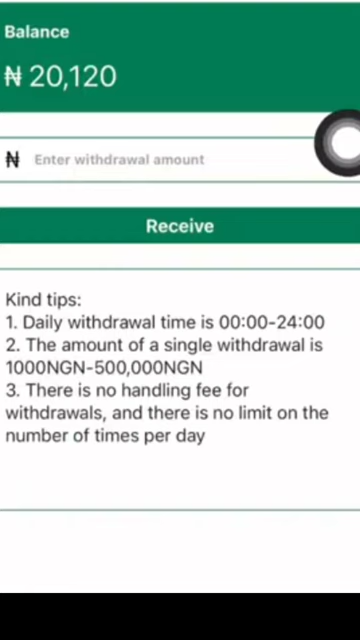 Balance
₦ 20,120
₦ Enter withdrawal amount
Receive
Kind tips:
1. Daily withdrawal time is 00:00-24:00
2. The amount of a single withdrawal is
1000NGN-500,000NGN
3. There is no handling fee for
withdrawals, and there is no limit on the
number of times per day